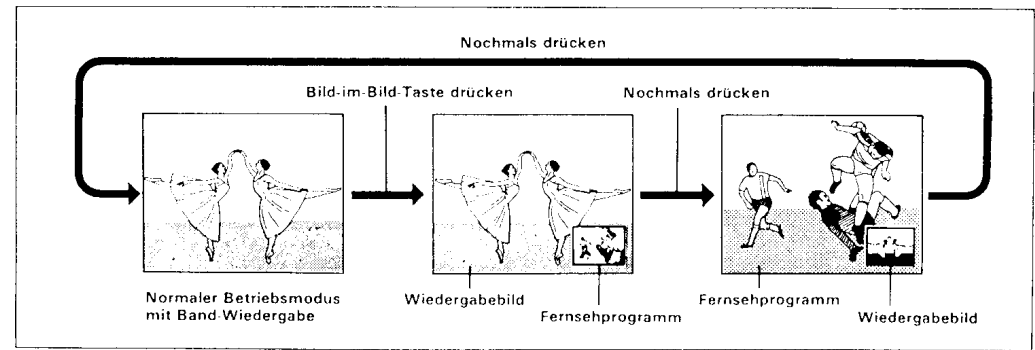 Nochmals drücken
Bild-im-Bild-Taste drücken
Nochmals drücken
Normaler Betriebsmodus
mit Band-Wiedergabe
Wiedergabebild
Fernsehprogramm
Fernsehprogramm
Wiedergabebild